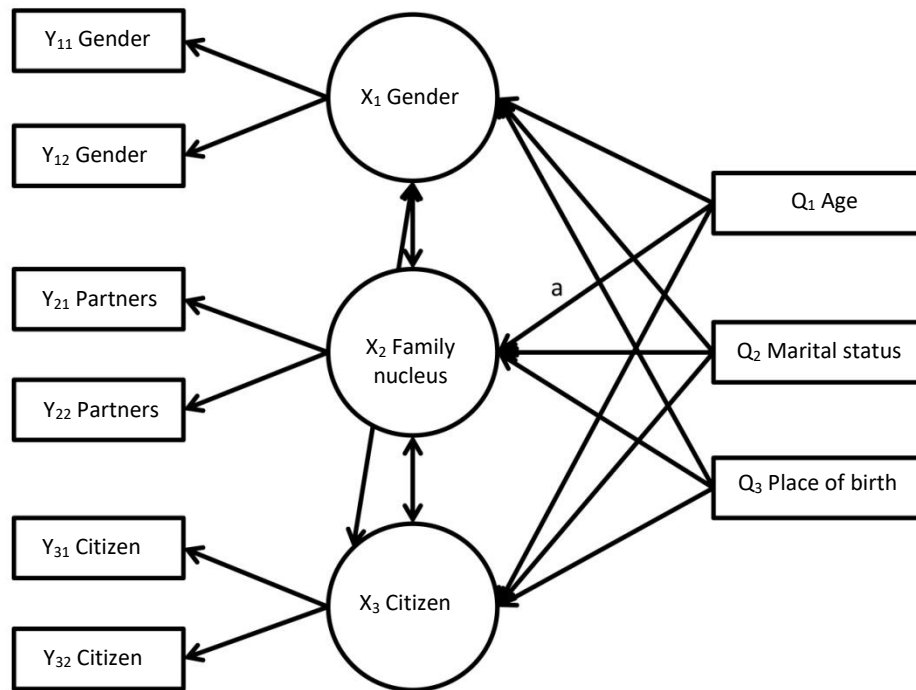 Y₁₁ Gender
X₁ Gender
Y₁₂ Gender
Q₁ Age
Y₂₁ Partners
a
X₂ Family
nucleus
Q₂ Marital status
Y₂₂ Partners
Q₃ Place of birth
Y₃₁ Citizen
X₃ Citizen
Y₃₂ Citizen